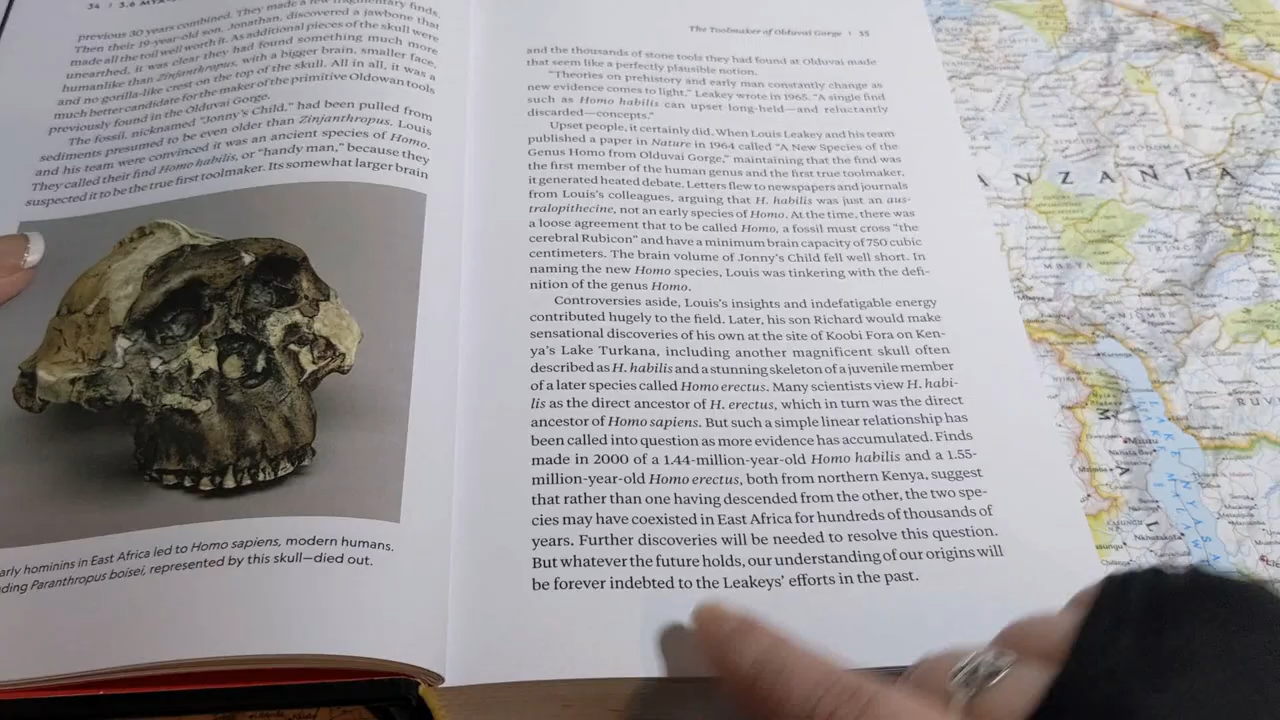 34 | 3.6 MYA
previous 30 years combined. They made a few fragmentary finds.
Then their 19-year-old son, Jonathan, discovered a jawbone that
made all the toil well worth it. As additional pieces of the skull were
unearthed, it was clear they had found something much more
humanlike than Zinjanthropus, with a bigger brain, smaller face,
and no gorilla-like crest on the top of the skull. All in all, it was a
much better candidate for the maker of the primitive Oldowan tools
previously found in the Olduvai Gorge.
The fossil, nicknamed "Jonny's Child," had been pulled from
sediments presumed to be even older than Zinjanthropus. Louis
and his team were convinced it was an ancient species of Homo.
They called their find Homo habilis, or "handy man," because they
suspected it to be the true first toolmaker. Its somewhat larger brain
arly hominins in East Africa led to Homo sapiens, modern humans.
ding Paranthropus boisei, represented by this skull—died out.
The Toolmaker of Olduvai Gorge | 35
and the thousands of stone tools they had found at Olduvai made
that seem like a perfectly plausible notion.
"Theories on prehistory and early man constantly change as
new evidence comes to light," Leakey wrote in 1965. "A single find
such as Homo habilis can upset long-held—and reluctantly
discarded—concepts."
Upset people, it certainly did. When Louis Leakey and his team
published a paper in Nature in 1964 called "A New Species of the
Genus Homo from Olduvai Gorge," maintaining that the find was
the first member of the human genus and the first true toolmaker,
it generated heated debate. Letters flew to newspapers and journals
from Louis's colleagues, arguing that H. habilis was just an aus-
tralopithecine, not an early species of Homo. At the time, there was
a loose agreement that to be called Homo, a fossil must cross "the
cerebral Rubicon" and have a minimum brain capacity of 750 cubic
centimeters. The brain volume of Jonny's Child fell well short. In
naming the new Homo species, Louis was tinkering with the defi-
nition of the genus Homo.
Controversies aside, Louis's insights and indefatigable energy
contributed hugely to the field. Later, his son Richard would make
sensational discoveries of his own at the site of Koobi Fora on Ken-
ya's Lake Turkana, including another magnificent skull often
described as H. habilis and a stunning skeleton of a juvenile member
of a later species called Homo erectus. Many scientists view H. habi-
lis as the direct ancestor of H. erectus, which in turn was the direct
ancestor of Homo sapiens. But such a simple linear relationship has
been called into question as more evidence has accumulated. Finds
made in 2000 of a 1.44-million-year-old Homo habilis and a 1.55-
million-year-old Homo erectus, both from northern Kenya, suggest
that rather than one having descended from the other, the two spe-
cies may have coexisted in East Africa for hundreds of thousands of
years. Further discoveries will be needed to resolve this question.
But whatever the future holds, our understanding of our origins will
be forever indebted to the Leakeys' efforts in the past.
NZANIA
MBEYA
NJOMBE
RUVU
Mzuzu
LAKE NYASA